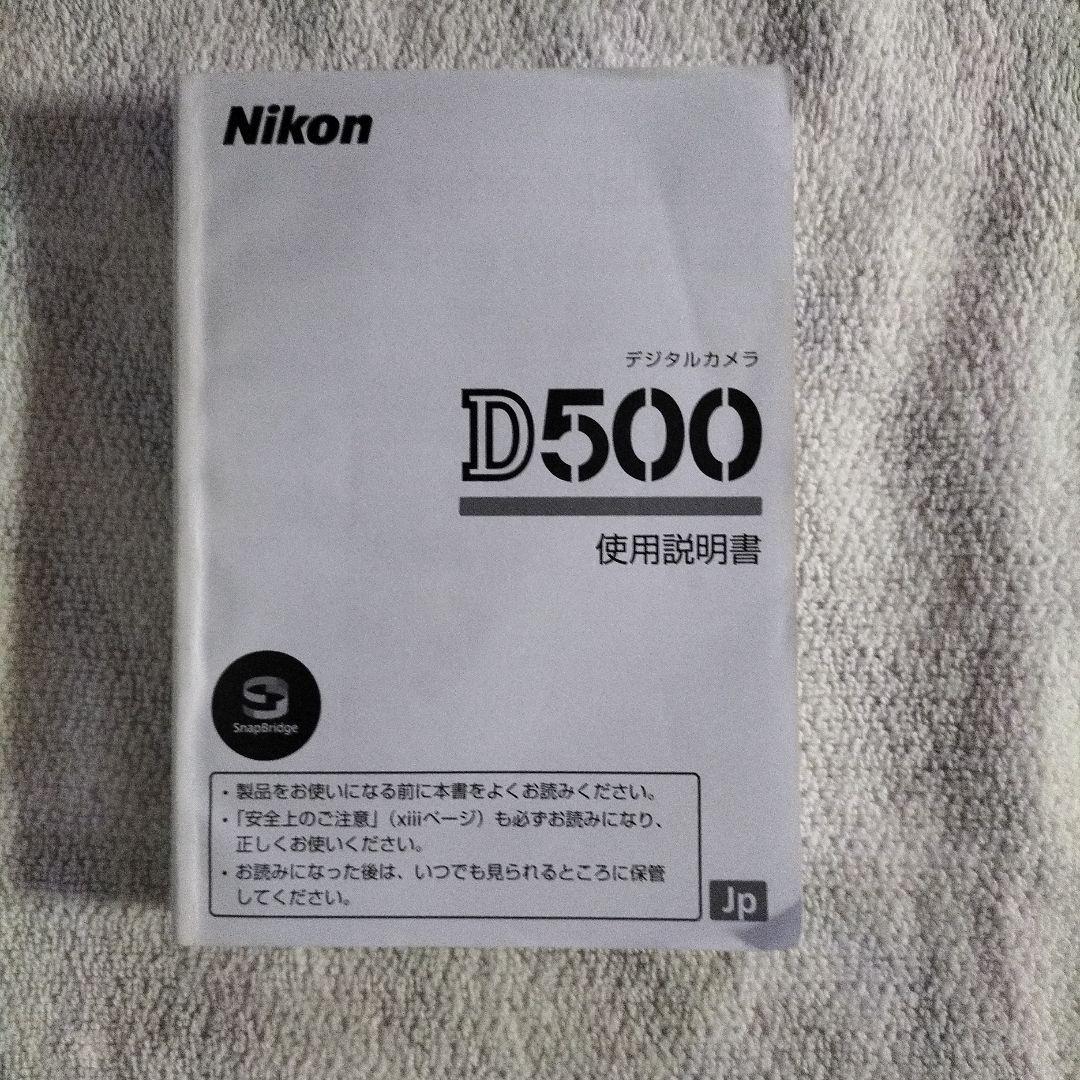 Nikon
デジタルカメラ
D500
使用説明書
SnapBridge
・製品をお使いになる前に本書をよくお読みください。
・「安全上のご注意」（xiiiページ）も必ずお読みになり、
正しくお使いください。
・お読みになった後は、いつでも見られるところに保管
してください。
Jp